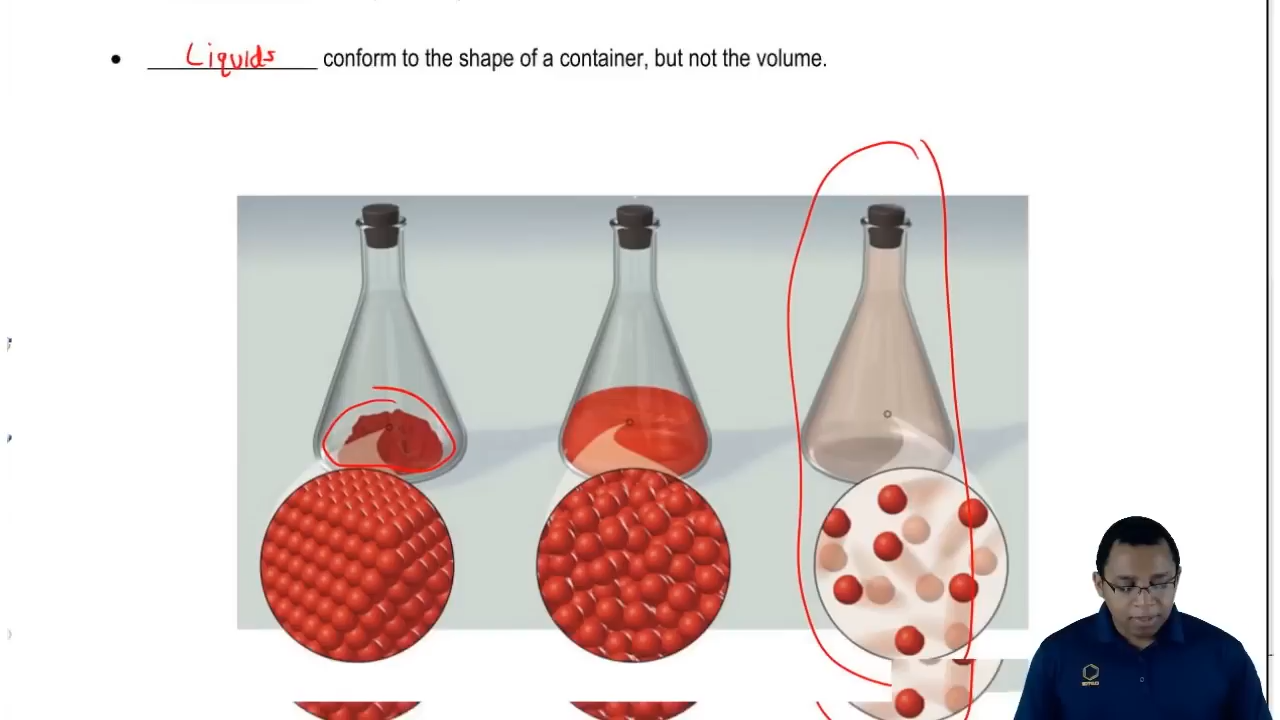 • Liquids conform to the shape of a container, but not the volume.